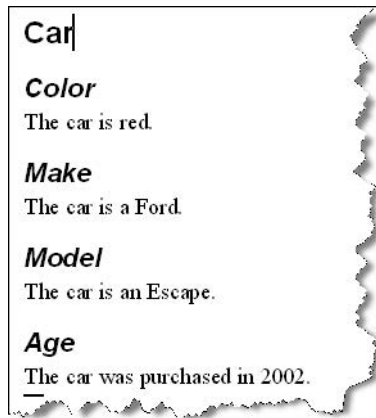 Car
Color
The car is red.
Make
The car is a Ford.
Model
The car is an Escape.
Age
The car was purchased in 2002.